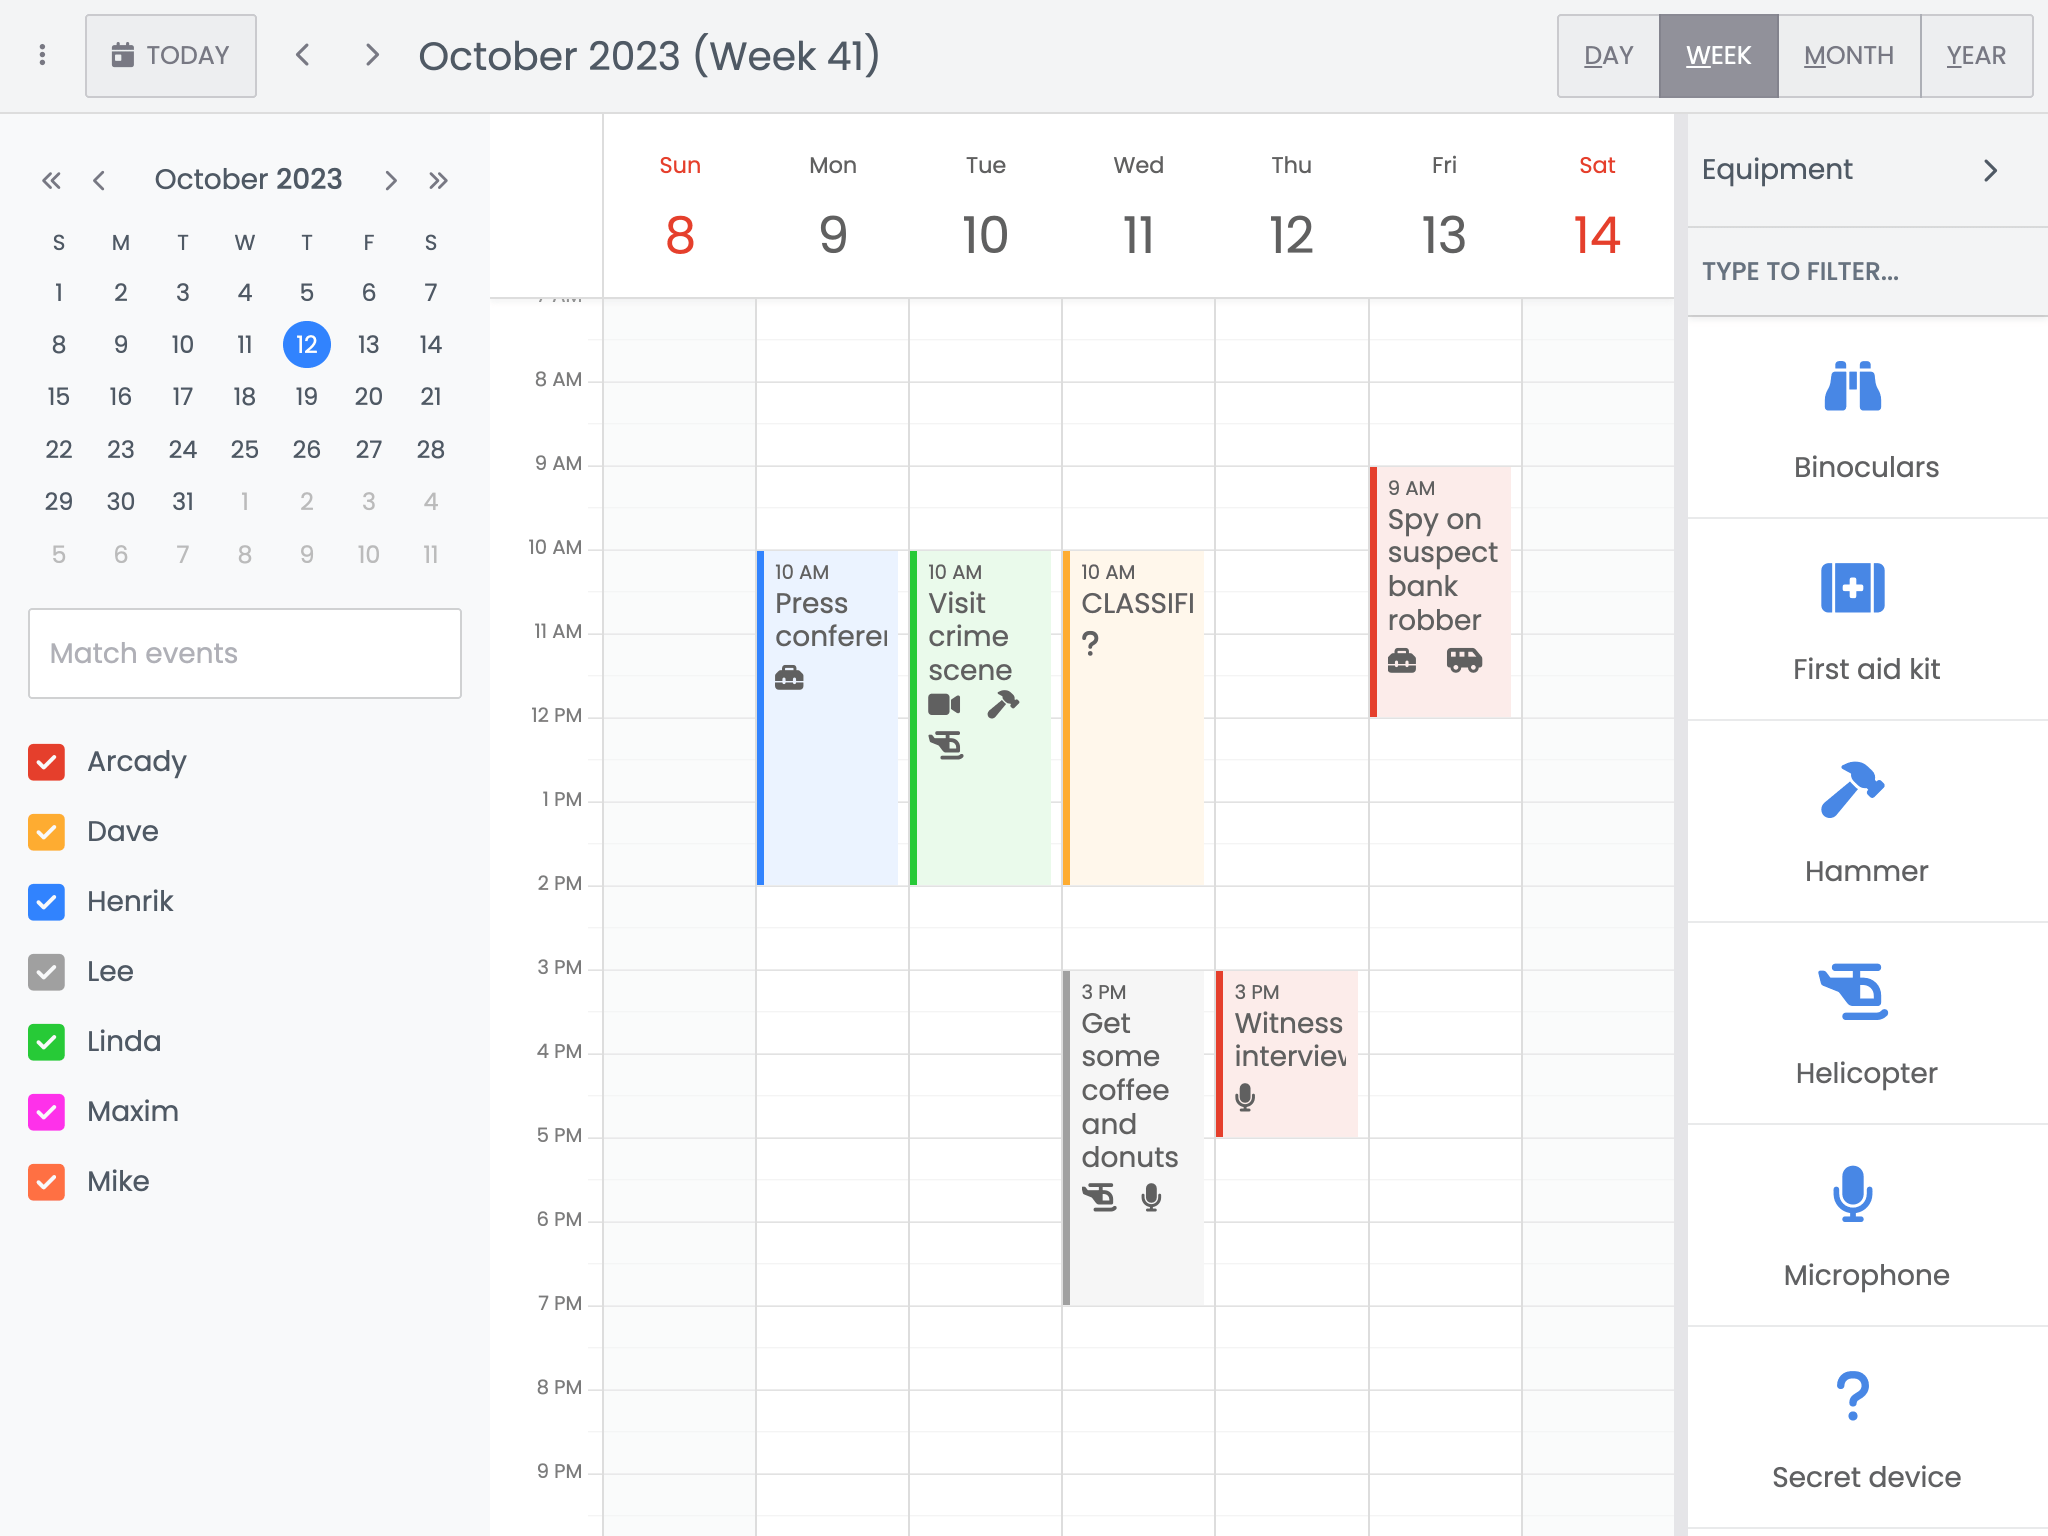 TODAY
October 2023 (Week 41)
DAY
WEEK
MONTH
YEAR
October 2023
S M T W T F S
1 2 3 4 5 6 7
8 9 10 11 12 13 14
15 16 17 18 19 20 21
22 23 24 25 26 27 28
29 30 31 1 2 3 4
5 6 7 8 9 10 11
Match events
Arcady
Dave
Henrik
Lee
Linda
Maxim
Mike
Sun Mon Tue Wed Thu Fri Sat
8 9 10 11 12 13 14
7 AM
8 AM
9 AM
10 AM
11 AM
12 PM
1 PM
2 PM
3 PM
4 PM
5 PM
6 PM
7 PM
8 PM
9 PM
10 AM
Press
conferen
10 AM
Visit
crime
scene
10 AM
CLASSIFI
?
3 PM
Get
some
coffee
and
donuts
3 PM
Witness
interview
9 AM
Spy on
suspect
bank
robber
Equipment
TYPE TO FILTER...
Binoculars
First aid kit
Hammer
Helicopter
Microphone
?
Secret device